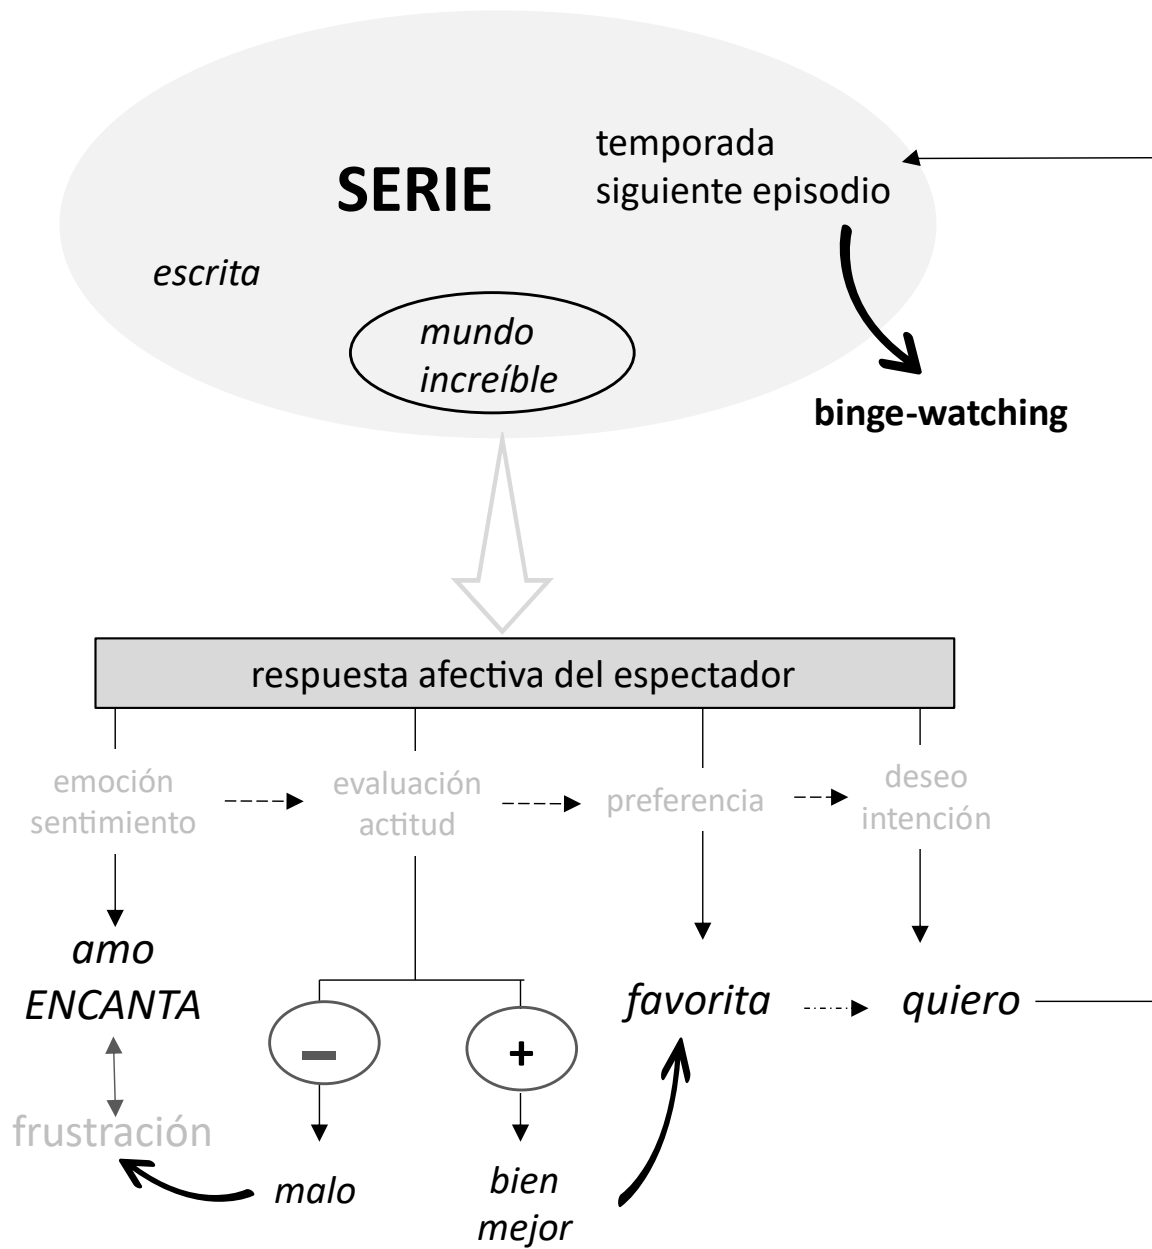 temporada
SERIE
siguiente episodio
escrita
mundo
increíble
binge-watching
respuesta afectiva del espectador
emoción
sentimiento
evaluación
actitud
preferencia
deseo
intención
amo
ENCANTA
frustración
−
malo
+
bien
mejor
favorita
quiero